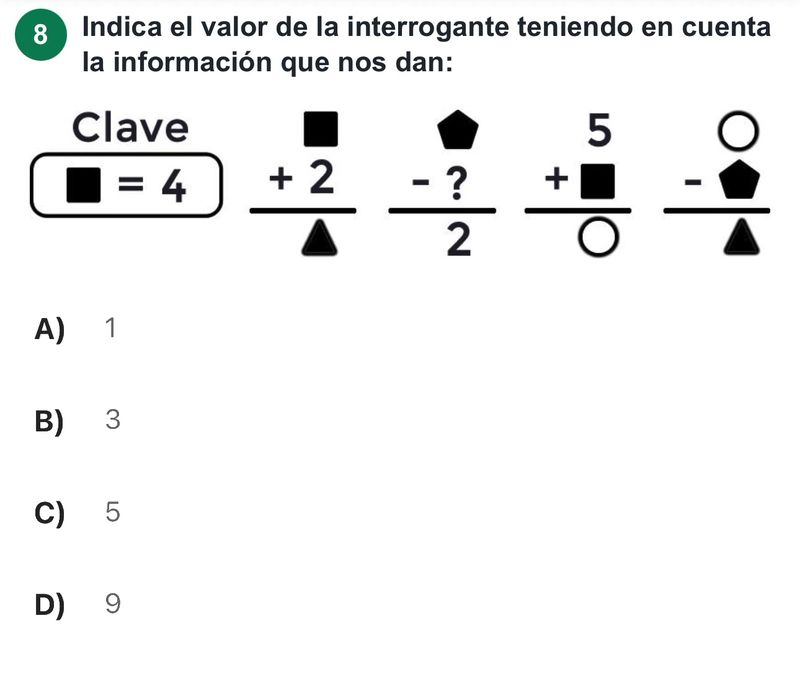 8 Indica el valor de la interrogante teniendo en cuenta
la información que nos dan:
Clave
■ = 4
■
+ 2
▲
⬟
- ?
2
5
+ ■
○
○
- ⬟
▲
A) 1
B) 3
C) 5
D) 9